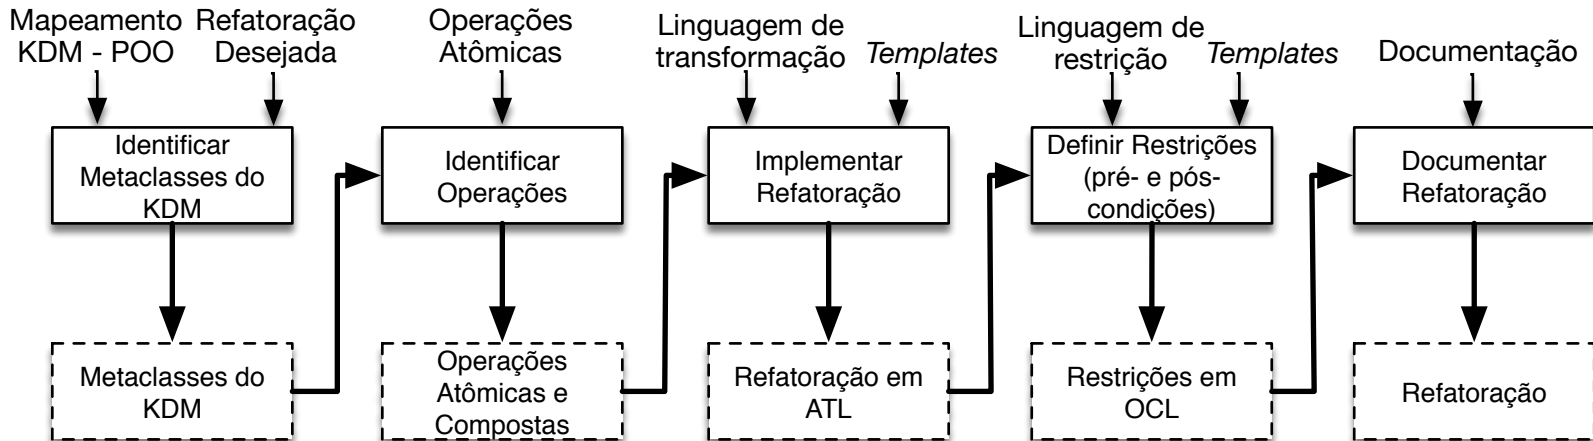 Mapeamento
KDM - POO
Refatoração
Desejada
Operações
Atômicas
Linguagem de
transformação
Templates
Linguagem de
restrição
Templates
Documentação
Identificar
Metaclasses do
KDM
Identificar
Operações
Implementar
Refatoração
Definir Restrições
(pré- e pós-
condições)
Documentar
Refatoração
Metaclasses do
KDM
Operações
Atômicas e
Compostas
Refatoração em
ATL
Restrições em
OCL
Refatoração